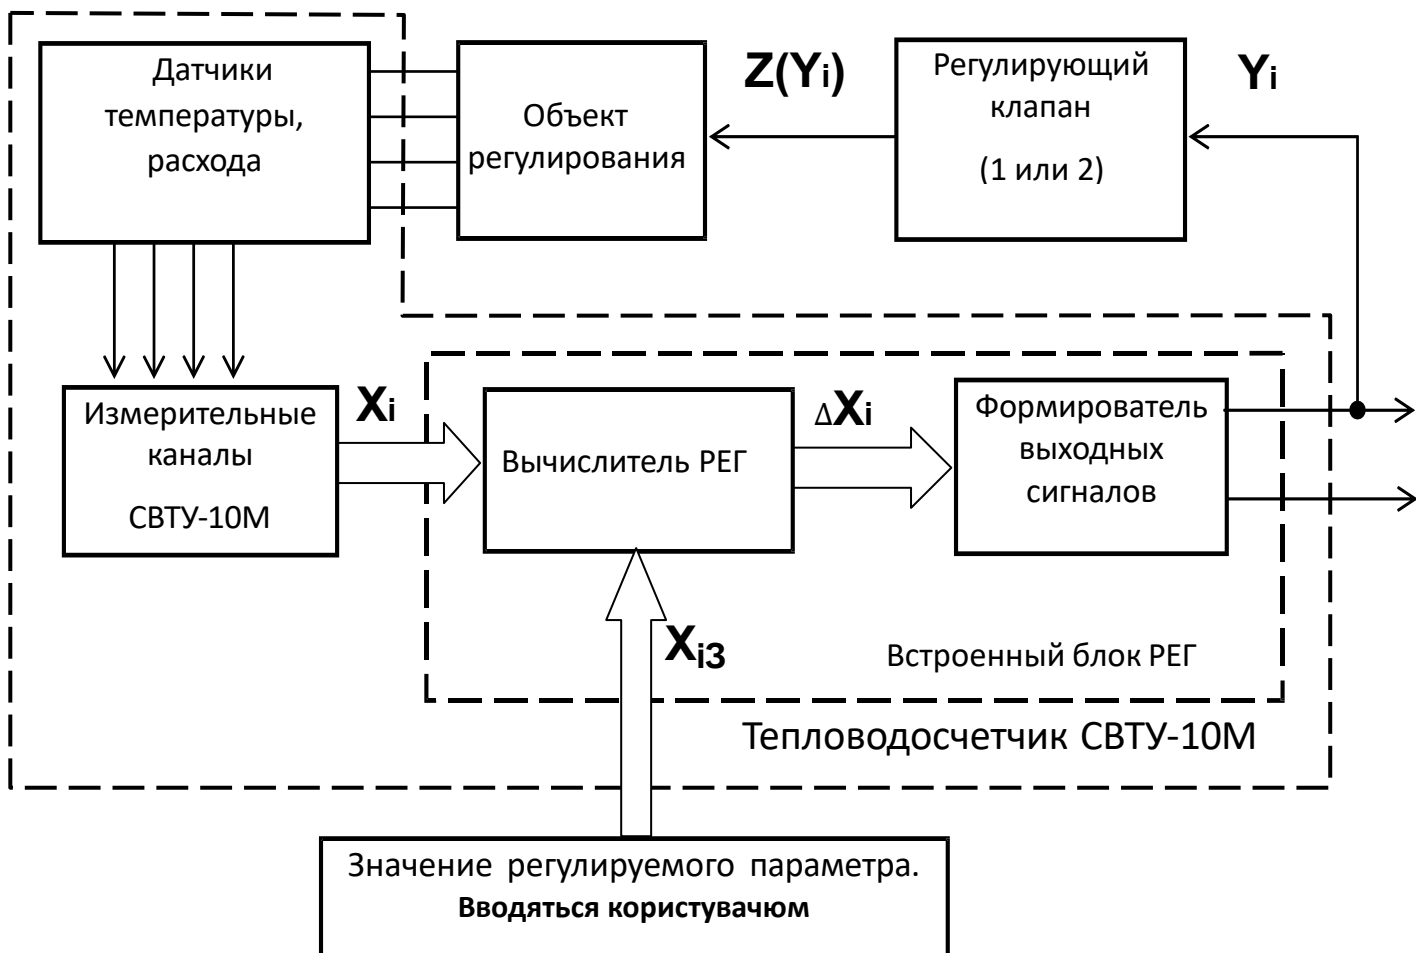 Датчики
температуры,
расхода
Объект
регулирования
Z(Yi)
Регулирующий
клапан
(1 или 2)
Yi
Измерительные
каналы
СВТУ-10М
Xi
Вычислитель РЕГ
ΔXi
Формирователь
выходных
сигналов
Xi3
Встроенный блок РЕГ
Тепловодосчетчик СВТУ-10М
Значение регулируемого параметра.
Вводяться користувачюм